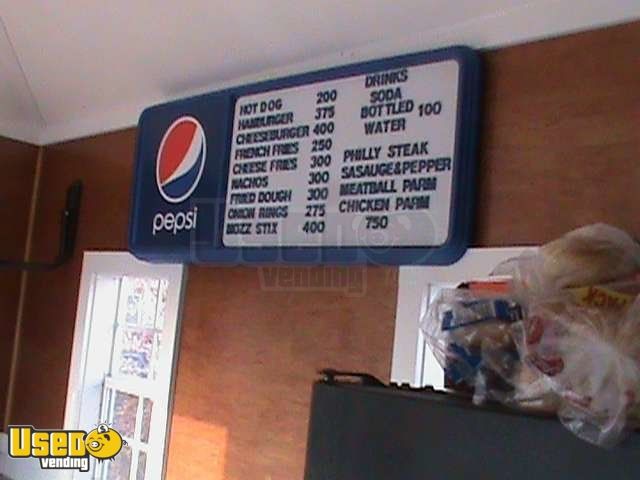 pepsi
HOT DOG 200
HAMBURGER 375
CHEESEBURGER 400
FRENCH FRIES 250
CHEESE FRIES 300
NACHOS 300
FRIED DOUGH 300
ONION RINGS 275
MOZZ STIX 400
DRINKS
SODA
BOTTLED 100
WATER
PHILLY STEAK
SASAUGE&PEPPER
MEATBALL PARM
CHICKEN PARM
750
USED
vending
USED
vending